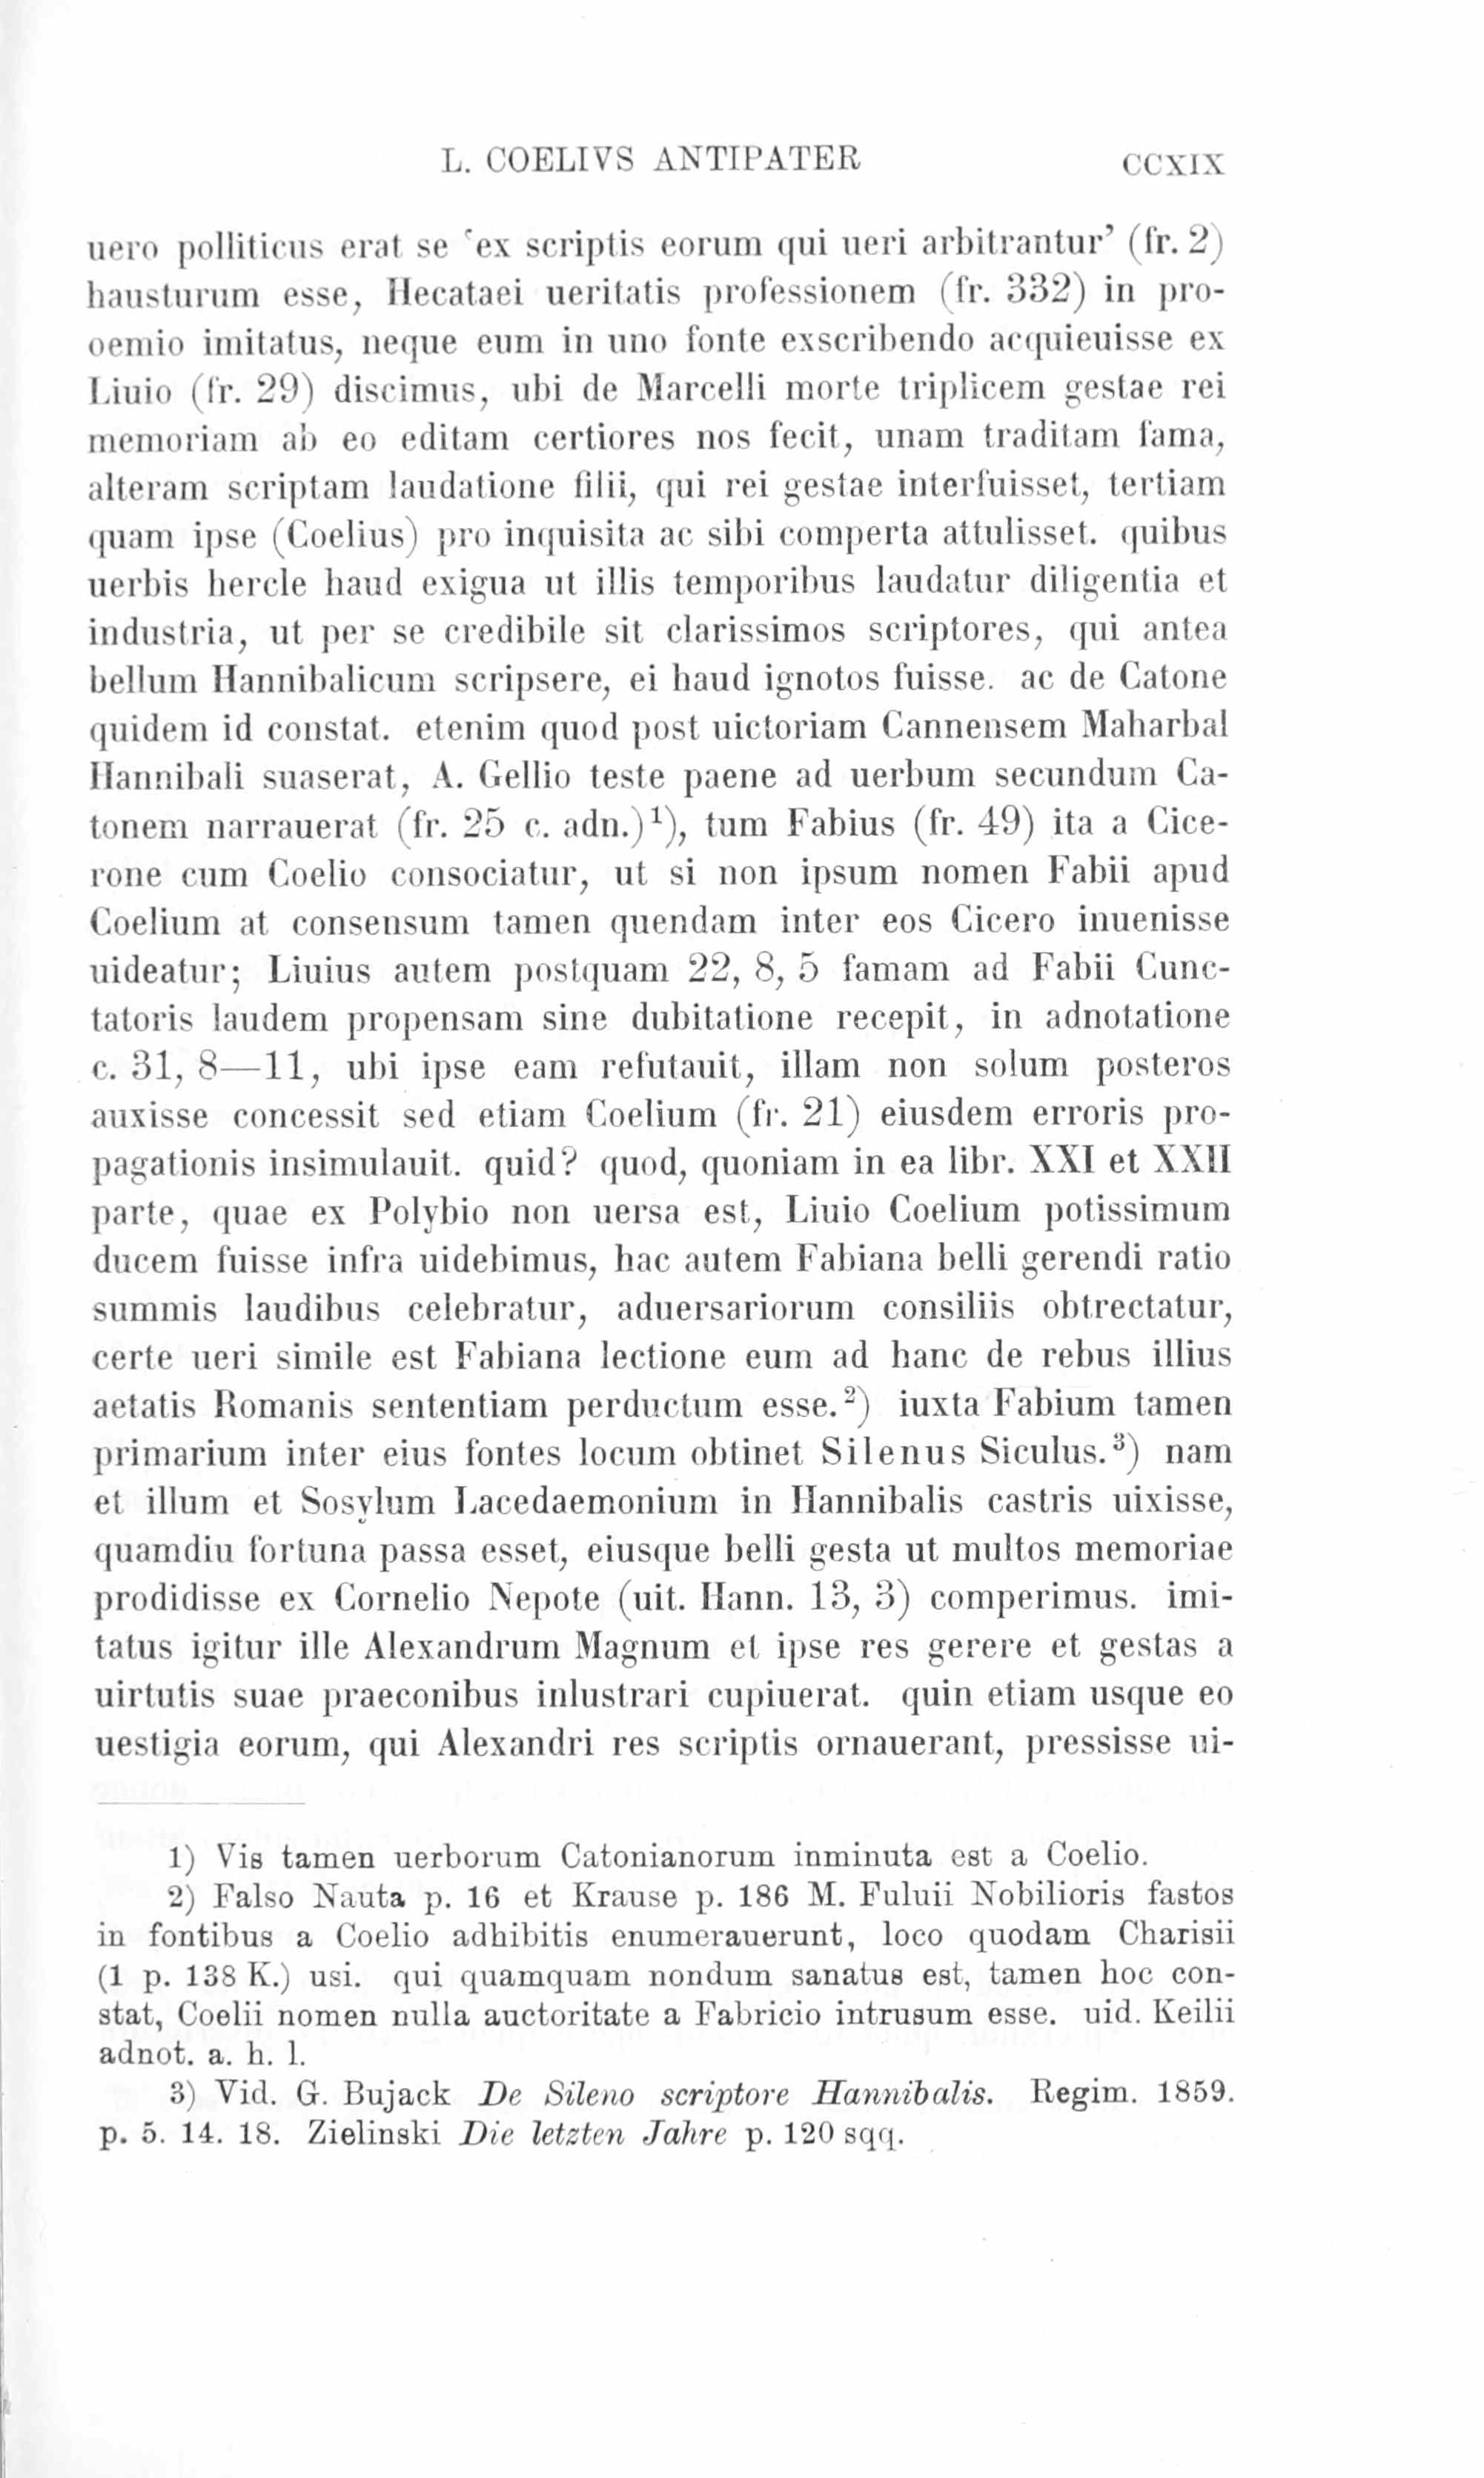 L. COELIVS ANTIPATER CCXIX
uero polliticus erat se ‘ex scriptis eorum qui ueri arbitrantur’ (fr. 2)
hausturum esse, Hecataei ueritatis professionem (fr. 332) in pro-
oemio imitatus, neque eum in uno fonte exscribendo acquieuisse ex
Liuio (fr. 29) discimus, ubi de Marcelli morte triplicem gestae rei
memoriam ab eo editam certiores nos fecit, unam traditam fama,
alteram scriptam laudatione filii, qui rei gestae interfuisset, tertiam
quam ipse (Coelius) pro inquisita ac sibi comperta attulisset. quibus
uerbis hercle haud exigua ut illis temporibus laudatur diligentia et
industria, ut per se credibile sit clarissimos scriptores, qui antea
bellum Hannibalicum scripsere, ei haud ignotos fuisse. ac de Catone
quidem id constat. etenim quod post uictoriam Cannensem Maharbal
Hannibali suaserat, A. Gellio teste paene ad uerbum secundum Ca-
tonem narrauerat (fr. 25 c. adn.)¹), tum Fabius (fr. 49) ita a Cice-
rone cum Coelio consociatur, ut si non ipsum nomen Fabii apud
Coelium at consensum tamen quendam inter eos Cicero inuenisse
uideatur; Liuius autem postquam 22, 8, 5 famam ad Fabii Cunc-
tatoris laudem propensam sine dubitatione recepit, in adnotatione
c. 31, 8—11, ubi ipse eam refutauit, illam non solum posteros
auxisse concessit sed etiam Coelium (fr. 21) eiusdem erroris pro-
pagationis insimulauit. quid? quod, quoniam in ea libr. XXI et XXII
parte, quae ex Polybio non uersa est, Liuio Coelium potissimum
ducem fuisse infra uidebimus, hac autem Fabiana belli gerendi ratio
summis laudibus celebratur, aduersariorum consiliis obtrectatur,
certe ueri simile est Fabiana lectione eum ad hanc de rebus illius
aetatis Romanis sententiam perductum esse.²) iuxta Fabium tamen
primarium inter eius fontes locum obtinet Silenus Siculus.³) nam
et illum et Sosylum Lacedaemonium in Hannibalis castris uixisse,
quamdiu fortuna passa esset, eiusque belli gesta ut multos memoriae
prodidisse ex Cornelio Nepote (uit. Hann. 13, 3) comperimus. imi-
tatus igitur ille Alexandrum Magnum et ipse res gerere et gestas a
uirtutis suae praeconibus inlustrari cupiuerat. quin etiam usque eo
uestigia eorum, qui Alexandri res scriptis ornauerant, pressisse ui-
1) Vis tamen uerborum Catonianorum inminuta est a Coelio.
2) Falso Nauta p. 16 et Krause p. 186 M. Fuluii Nobilioris fastos
in fontibus a Coelio adhibitis enumerauerunt, loco quodam Charisii
(1 p. 138 K.) usi. qui quamquam nondum sanatus est, tamen hoc con-
stat, Coelii nomen nulla auctoritate a Fabricio intrusum esse. uid. Keilii
adnot. a. h. l.
3) Vid. G. Bujack De Sileno scriptore Hannibalis. Regim. 1859.
p. 5. 14. 18. Zielinski Die letzten Jahre p. 120 sqq.